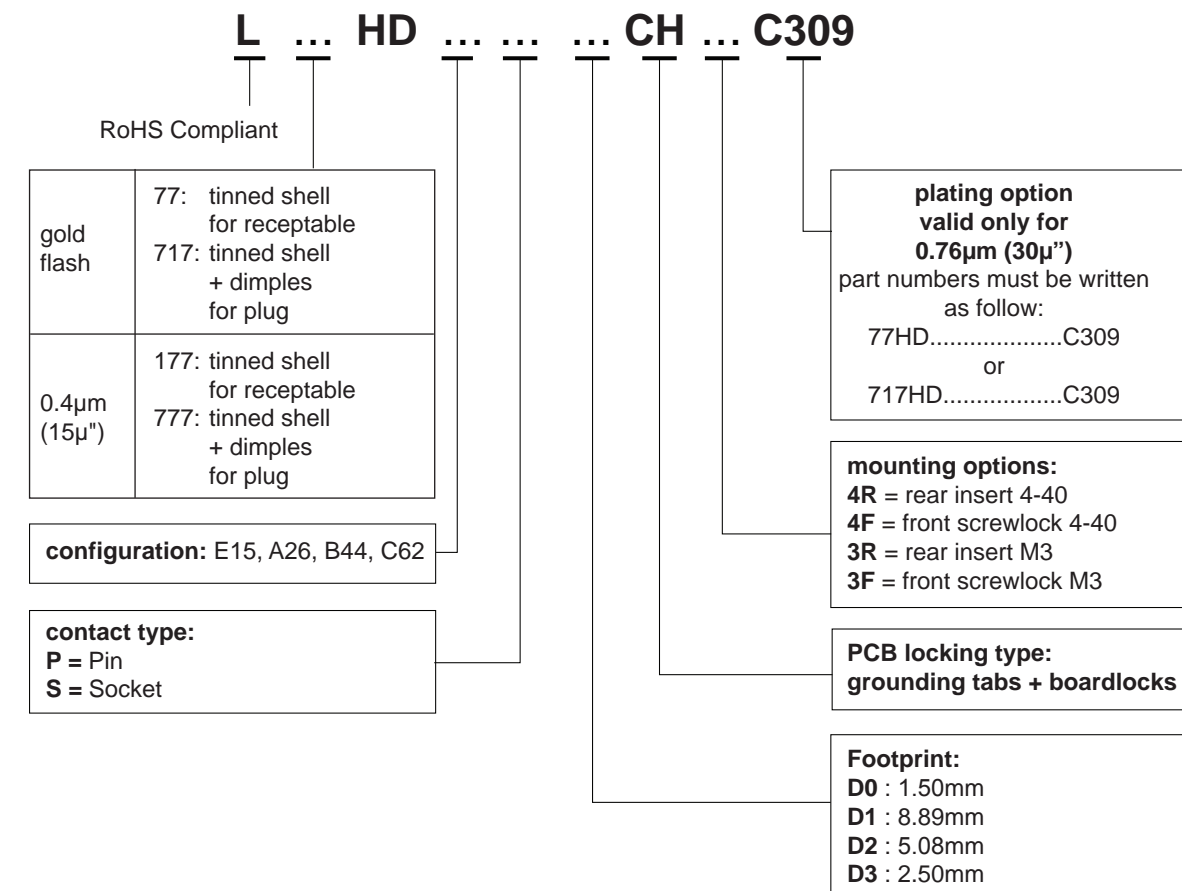 L ... HD ... ... ... CH ... C309
RoHS Compliant
gold
flash
77: tinned shell
for receptable
717: tinned shell
+ dimples
for plug
0.4µm
(15µ")
177: tinned shell
for receptable
777: tinned shell
+ dimples
for plug
configuration: E15, A26, B44, C62
contact type:
P = Pin
S = Socket
plating option
valid only for
0.76µm (30µ”)
part numbers must be written
as follow:
77HD....................C309
or
717HD..................C309
mounting options:
4R = rear insert 4-40
4F = front screwlock 4-40
3R = rear insert M3
3F = front screwlock M3
PCB locking type:
grounding tabs + boardlocks
Footprint:
D0 : 1.50mm
D1 : 8.89mm
D2 : 5.08mm
D3 : 2.50mm